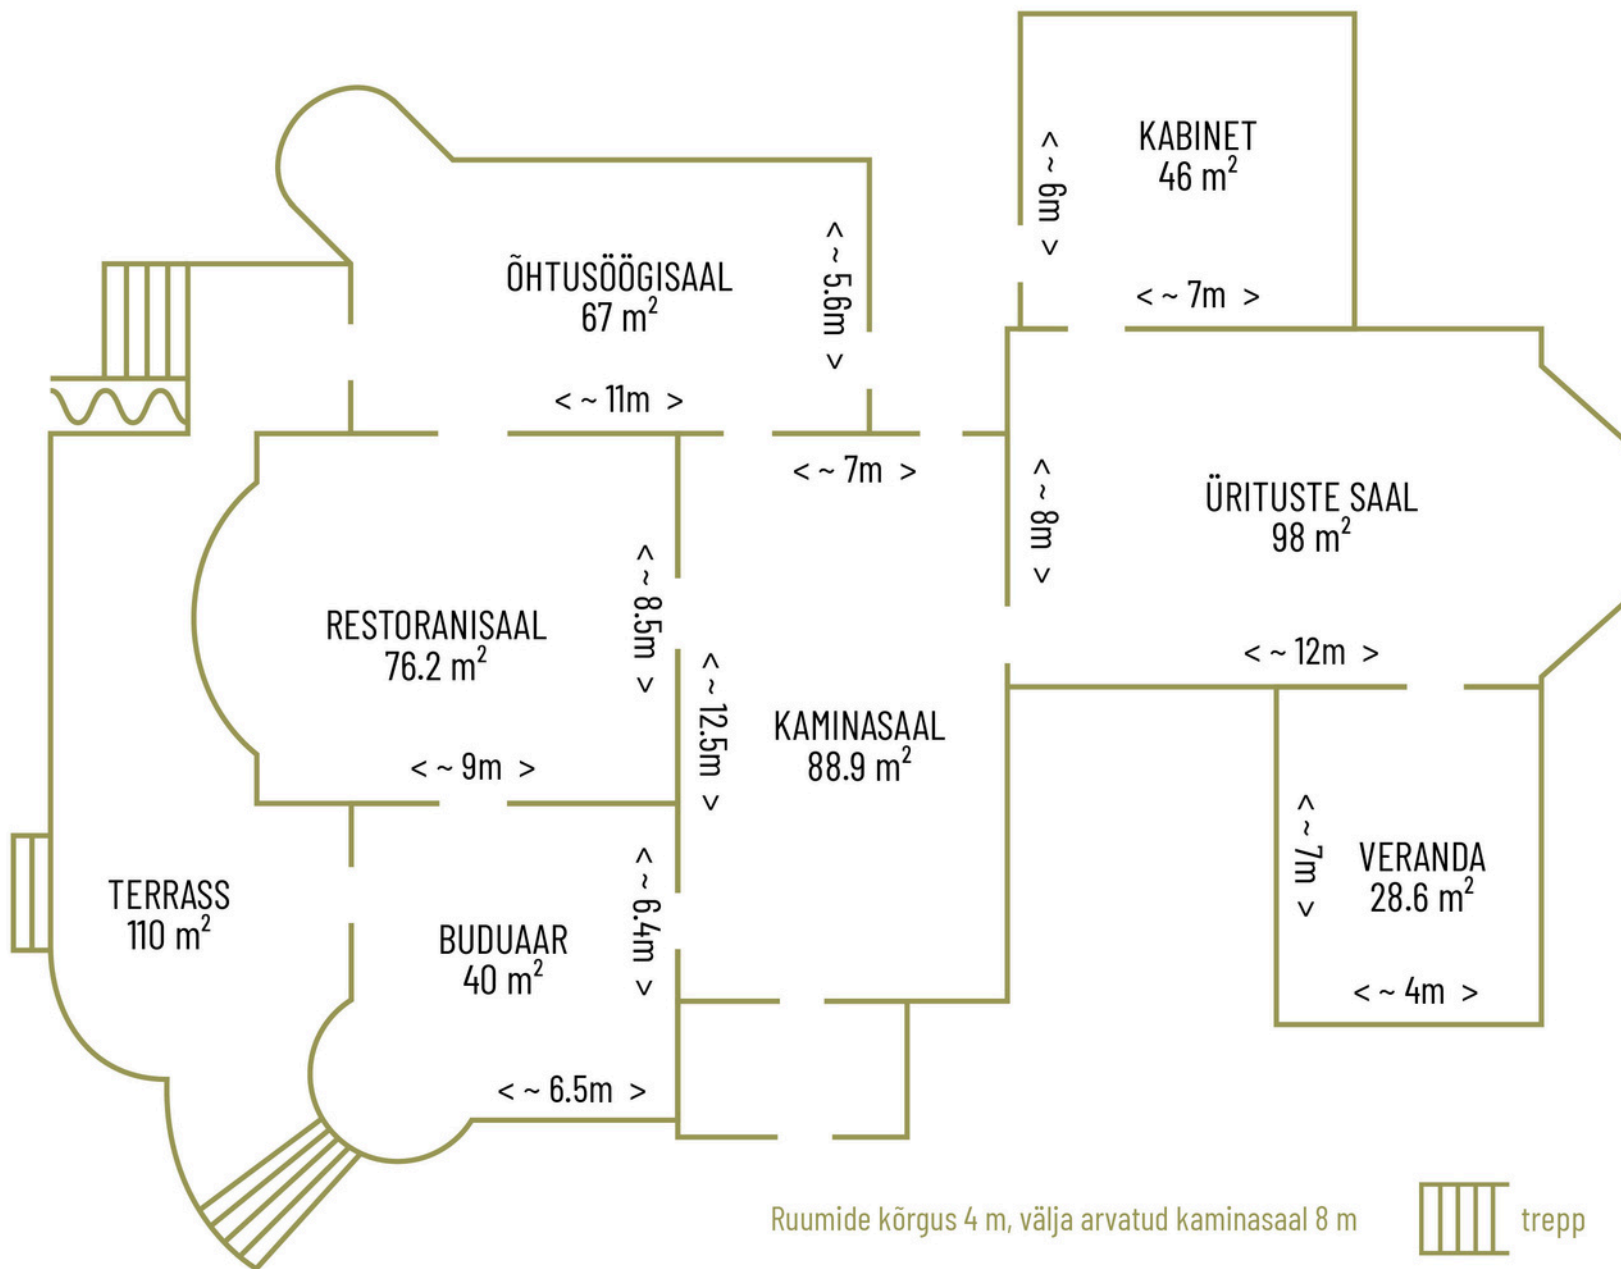 KABINET
46 m²
< ~ 6m >
< ~ 7m >
ÕHTUSÖÖGISAAL
67 m²
< ~ 5.6m >
< ~ 11m >
< ~ 7m >
ÜRITUSTE SAAL
98 m²
< ~ 8m >
< ~ 12m >
RESTORANISAAL
76.2 m²
< ~ 8.5m >
< ~ 9m >
< ~ 12.5m >
KAMINASAAL
88.9 m²
TERRASS
110 m²
BUDUAAR
40 m²
< ~ 6.4m >
< ~ 6.5m >
VERANDA
28.6 m²
< ~ 7m >
< ~ 4m >
Ruumide kõrgus 4 m, välja arvatud kaminasaal 8 m
trepp